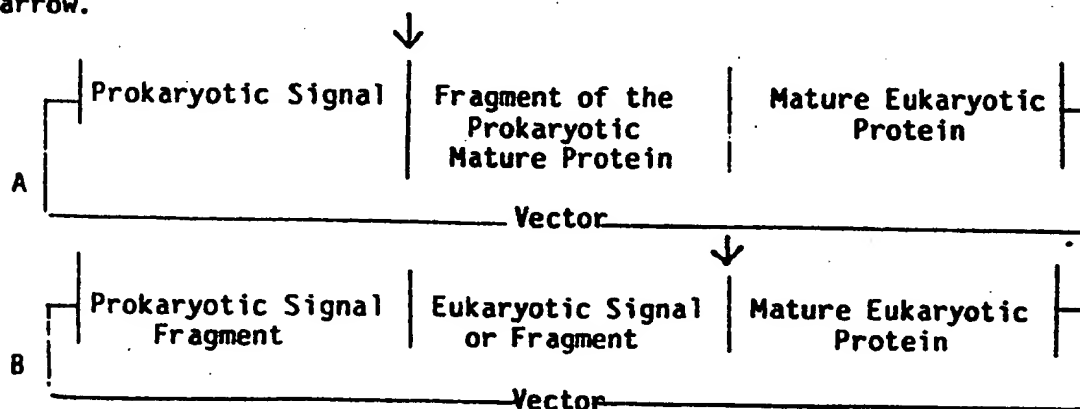 arrow.
Prokaryotic Signal Fragment of the Mature Eukaryotic
Prokaryotic Protein
Mature Protein
A
Vector
Prokaryotic Signal Eukaryotic Signal Mature Eukaryotic
Fragment or Fragment Protein
B
Vector